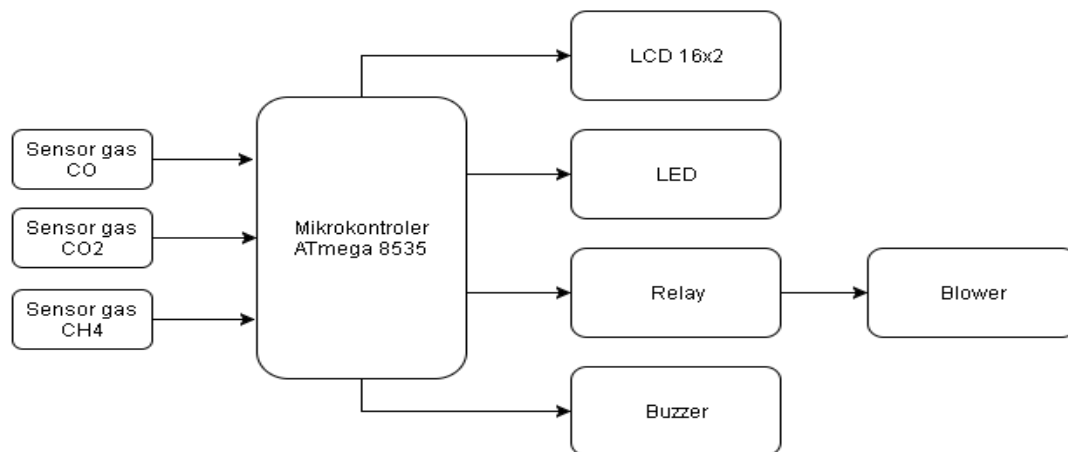 LCD 16x2
Sensor gas
CO
LED
Sensor gas
CO2
Mikrokontroler
ATmega 8535
Relay
Blower
Sensor gas
CH4
Buzzer